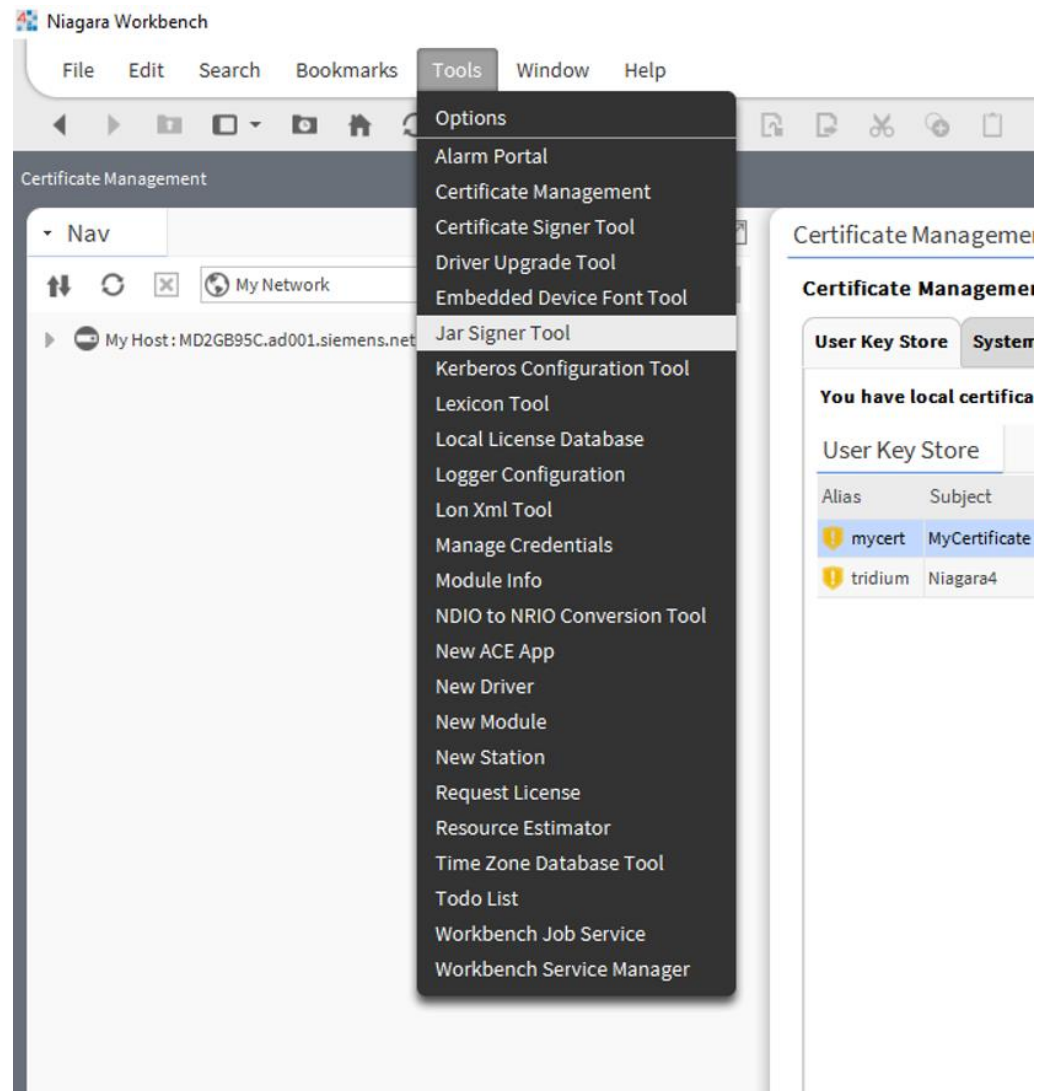 Niagara Workbench
File Edit Search Bookmarks Tools Window Help
Options
Alarm Portal
Certificate Management
Certificate Signer Tool
Driver Upgrade Tool
Embedded Device Font Tool
Jar Signer Tool
Kerberos Configuration Tool
Lexicon Tool
Local License Database
Logger Configuration
Lon Xml Tool
Manage Credentials
Module Info
NDIO to NRIO Conversion Tool
New ACE App
New Driver
New Module
New Station
Request License
Resource Estimator
Time Zone Database Tool
Todo List
Workbench Job Service
Workbench Service Manager
Certificate Management
Nav
My Network
My Host : MD2GB95C.ad001.siemens.net
Certificate Manageme
Certificate Manageme
User Key Store System
You have local certifica
User Key Store
Alias Subject
mycert MyCertificate
tridium Niagara4